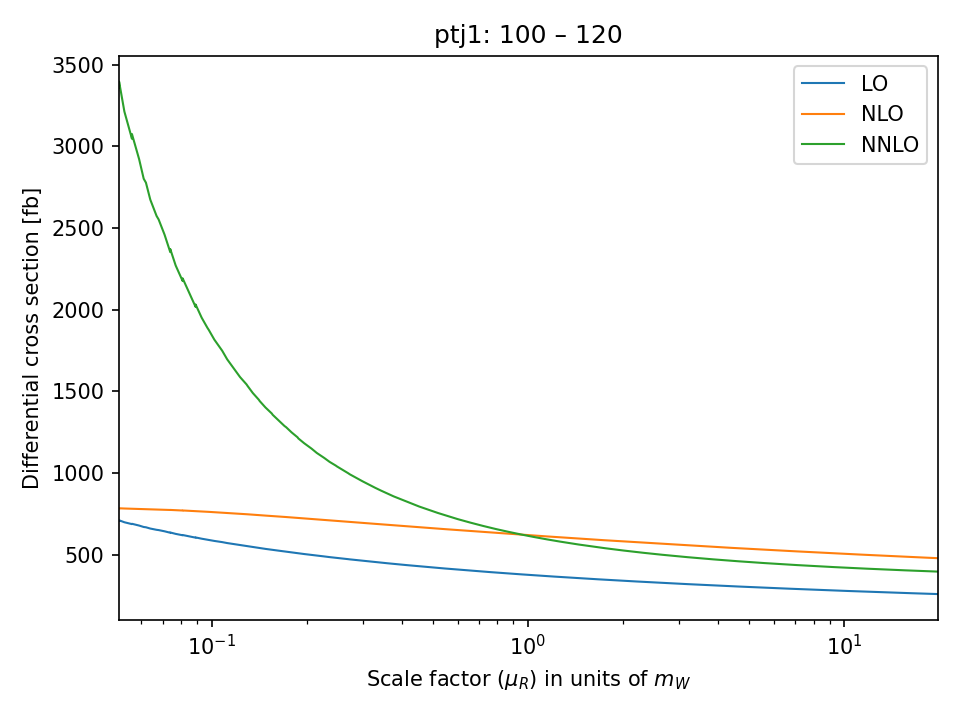 ptj1: 100 – 120
3500
3000
2500
2000
1500
1000
500
Differential cross section [fb]
LO
NLO
NNLO
10⁻¹
10⁰
10¹
Scale factor (μ_R) in units of m_W